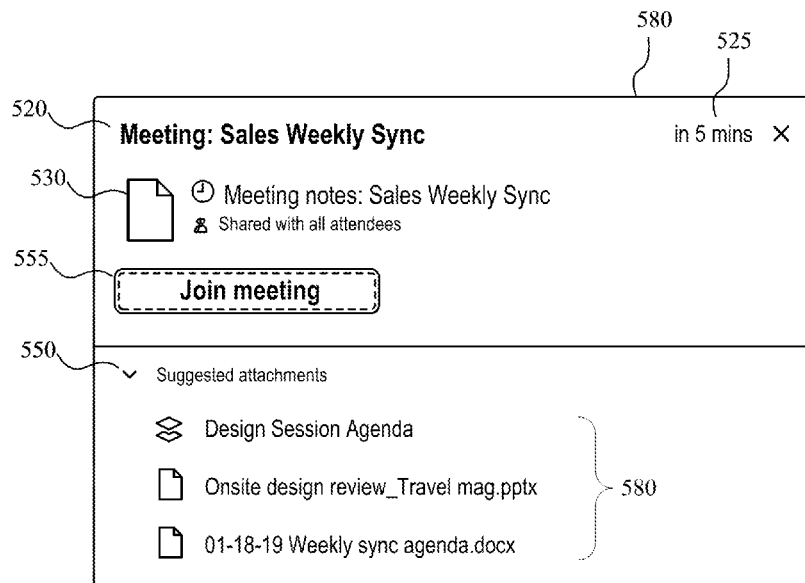 580
525
520
Meeting: Sales Weekly Sync
in 5 mins
530
Meeting notes: Sales Weekly Sync
Shared with all attendees
555
Join meeting
550
Suggested attachments
Design Session Agenda
Onsite design review_Travel mag.pptx
580
01-18-19 Weekly sync agenda.docx